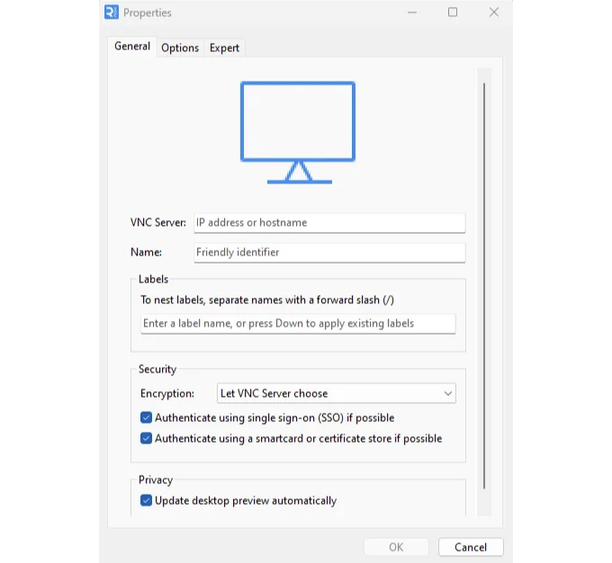 Properties
General Options Expert
VNC Server: IP address or hostname
Name: Friendly identifier
Labels
To nest labels, separate names with a forward slash (/)
Enter a label name, or press Down to apply existing labels
Security
Encryption: Let VNC Server choose
Authenticate using single sign-on (SSO) if possible
Authenticate using a smartcard or certificate store if possible
Privacy
Update desktop preview automatically
OK Cancel